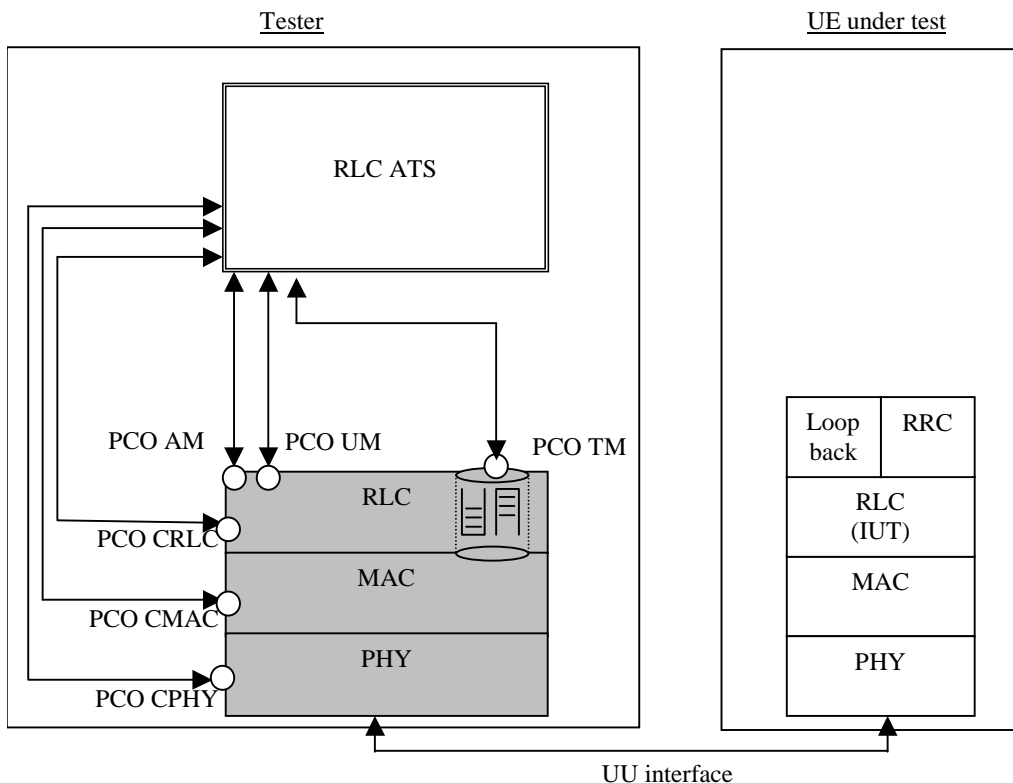 Tester
UE under test
RLC ATS
PCO AM
PCO UM
PCO TM
Loop
back
RRC
RLC
RLC
(IUT)
PCO CRLC
MAC
MAC
PCO CMAC
PHY
PHY
PCO CPHY
UU interface